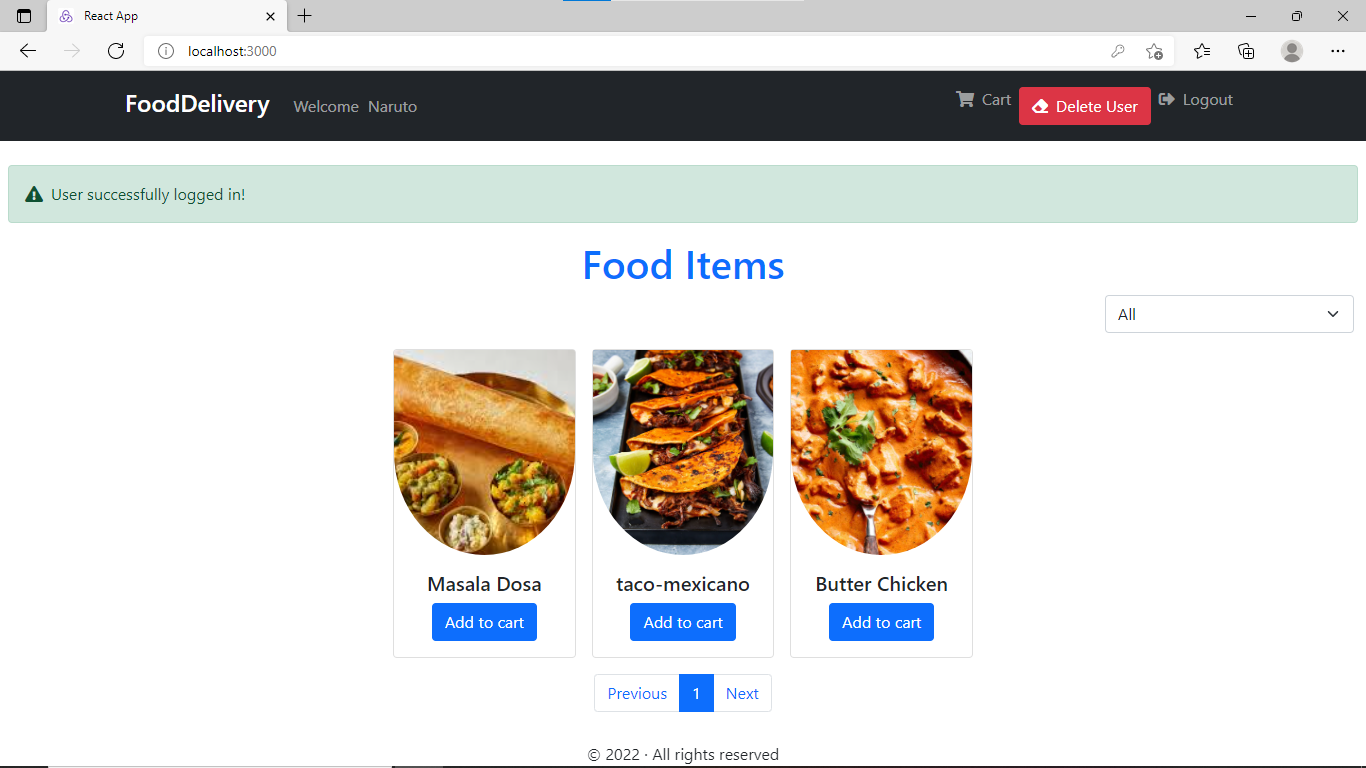 React App
localhost:3000
FoodDelivery Welcome Naruto Cart Delete User Logout
User successfully logged in!
Food Items
All
Masala Dosa taco-mexicano Butter Chicken
Add to cart Add to cart Add to cart
Previous 1 Next
© 2022 · All rights reserved